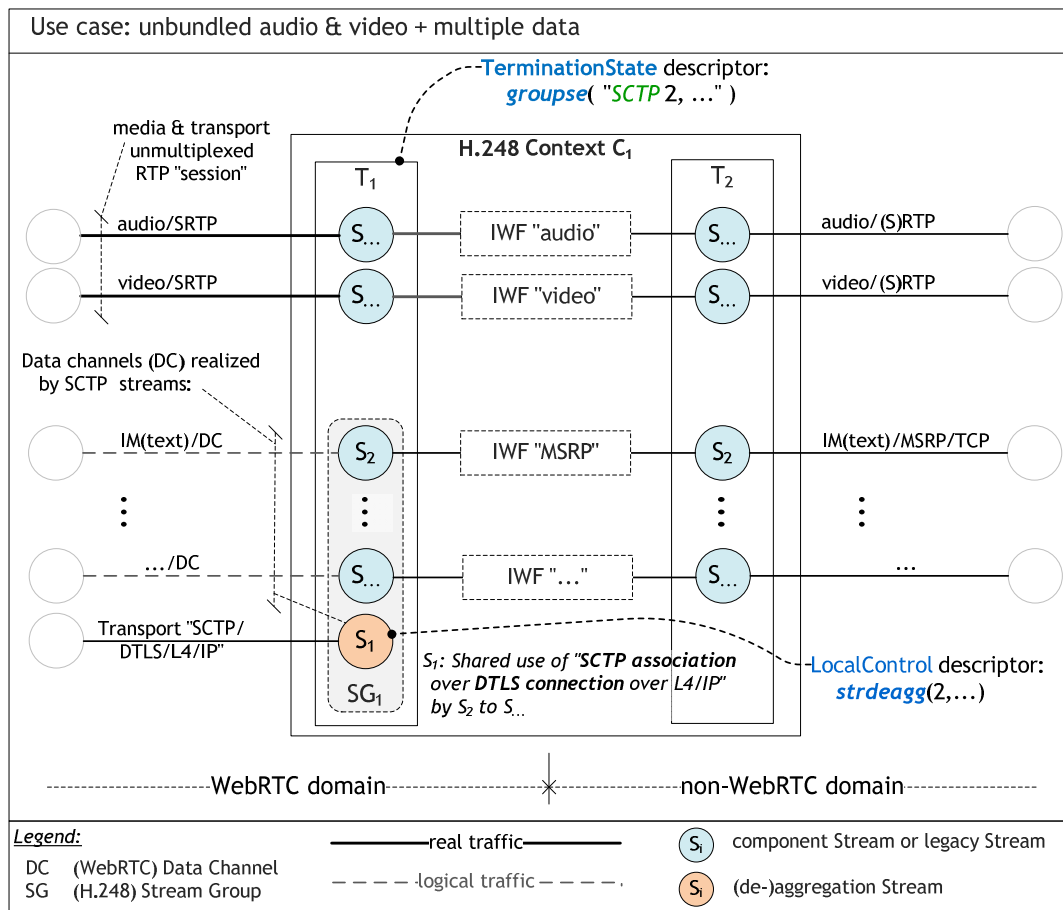 Use case: unbundled audio & video + multiple data
TerminationState descriptor:
groupse( "SCTP 2, ..." )
media & transport
unmultiplexed
RTP "session"
H.248 Context C1
T1
T2
audio/SRTP
S...
IWF "audio"
S...
audio/(S)RTP
video/SRTP
S...
IWF "video"
S...
video/(S)RTP
Data channels (DC) realized
by SCTP streams:
IM(text)/DC
S2
IWF "MSRP"
S2
IM(text)/MSRP/TCP
.../DC
S...
IWF "..."
S...
...
Transport "SCTP/
DTLS/L4/IP"
S1
SG1
S1: Shared use of "SCTP association
over DTLS connection over L4/IP"
by S2 to S...
LocalControl descriptor:
strdeagg(2,...)
WebRTC domain
non-WebRTC domain
Legend:
DC (WebRTC) Data Channel
SG (H.248) Stream Group
real traffic
logical traffic
Si component Stream or legacy Stream
Si (de-)aggregation Stream